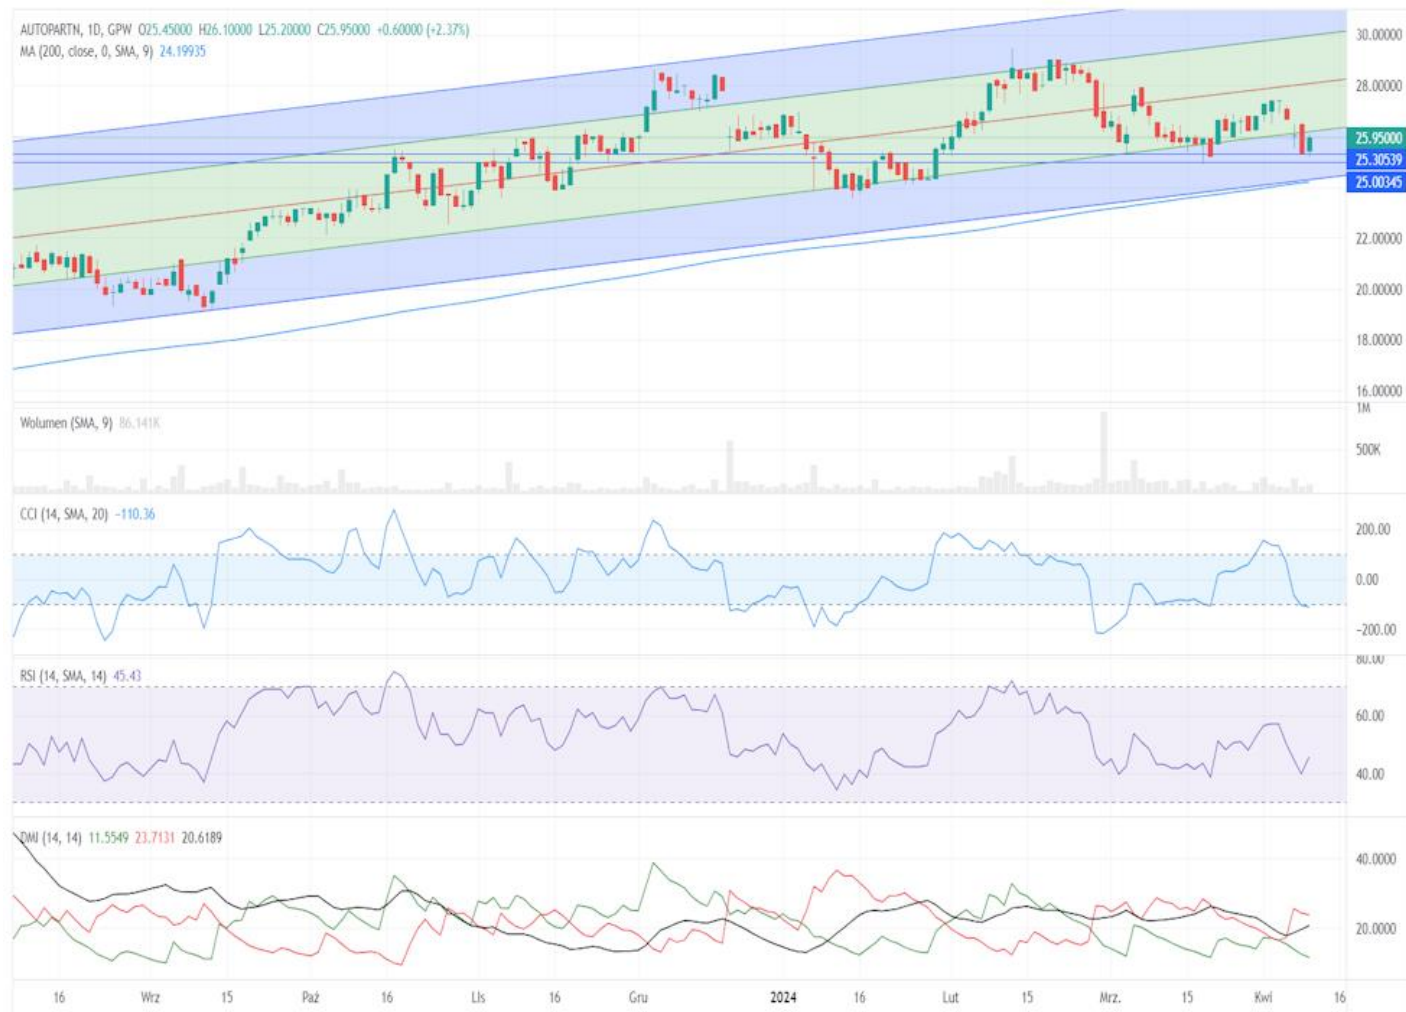 AUTOPARTN, 1D, GPW O25.45000 H26.10000 L25.20000 C25.95000 +0.60000 (+2.37%)
MA (200, close, 0, SMA, 9) 24.19935
30.00000
28.00000
25.95000
25.30539
25.00345
22.00000
20.00000
18.00000
16.00000
Wolumen (SMA, 9) 86.141K
1M
500K
CCI (14, SMA, 20) −110.36
200.00
0.00
−200.00
RSI (14, SMA, 14) 45.43
80.00
60.00
40.00
DMI (14, 14) 11.5549 23.7131 20.6189
40.0000
20.0000
16 Wrz 15 Paź 16 Lis 16 Gru 2024 16 Lut 15 Mrz. 15 Kwi 16